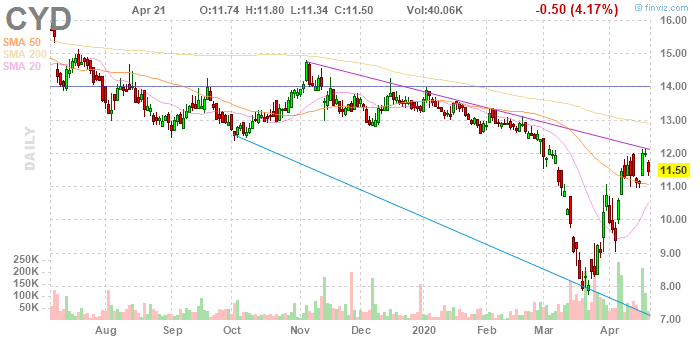 CYD Apr 21 O:11.74 H:11.80 L:11.34 C:11.50 Vol:40.06K -0.50 (4.17%) © finviz.com
SMA 50
SMA 200
SMA 20
DAILY
16.00
15.00
14.00
13.00
12.00
11.50
11.00
10.00
9.00
8.00
7.00
250K
200K
150K
100K
50K
Aug Sep Oct Nov Dec 2020 Feb Mar Apr